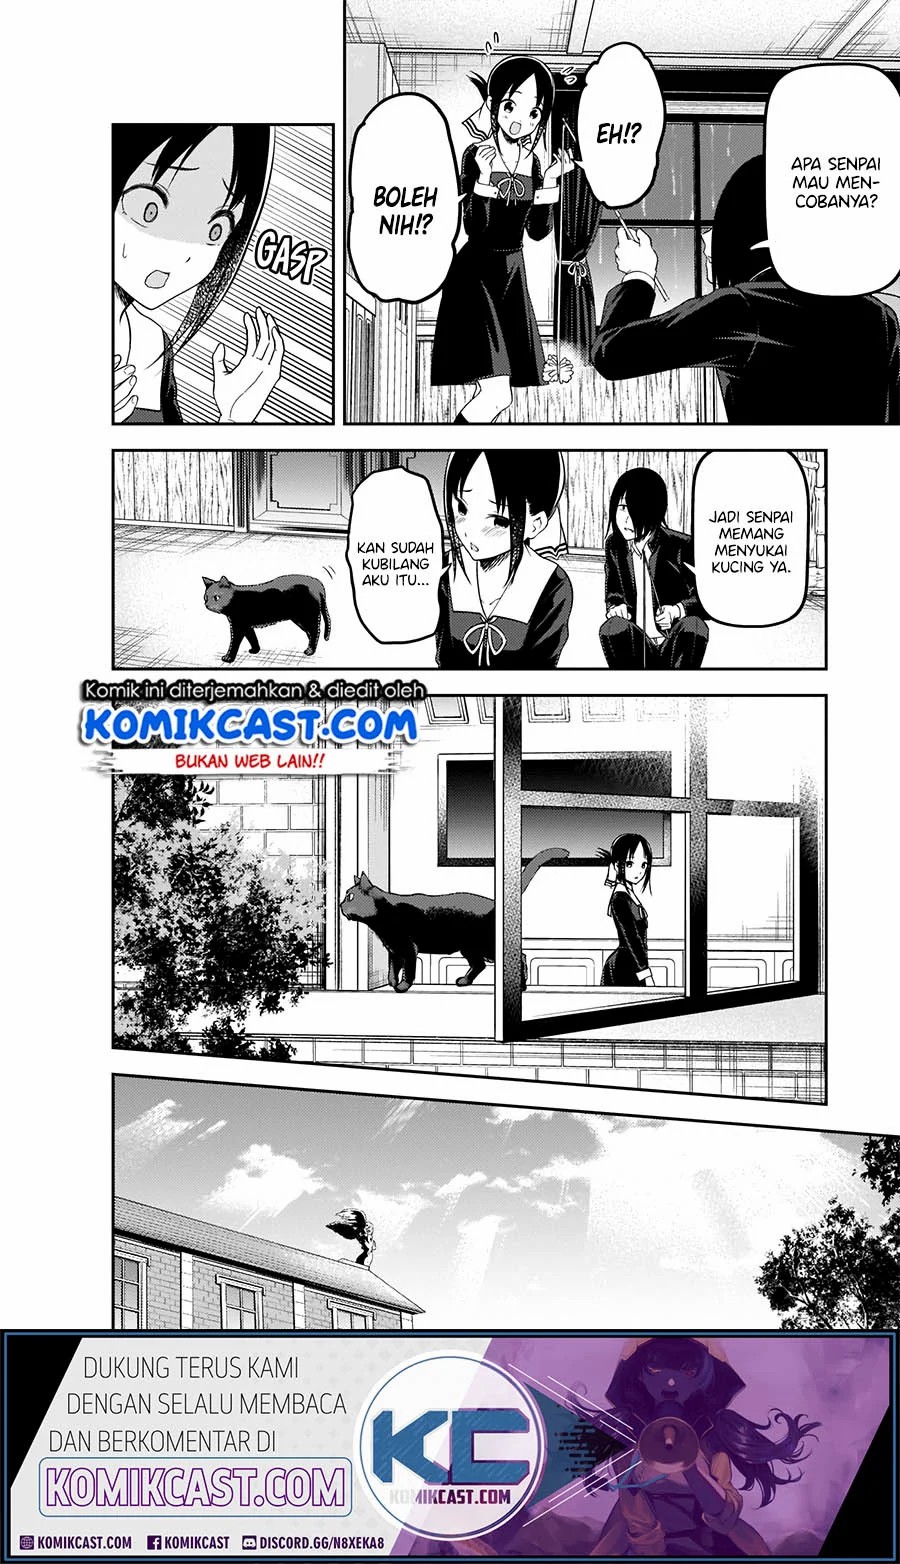 APA SENPAI
MAU MEN-
COBANYA?
EH!?
BOLEH
NIH!?
GASP
JADI SENPAI
MEMANG
MENYUKAI
KUCING YA.
KAN SUDAH
KUBILANG
AKU ITU...
Komik ini diterjemahkan & diedit oleh
KOMIKCAST.COM
BUKAN WEB LAIN!!
DUKUNG TERUS KAMI
DENGAN SELALU MEMBACA
DAN BERKOMENTAR DI
KOMIKCAST.COM
KC
KOMIKCAST.COM
KOMIKCAST.COM
KOMIKCAST
DISCORD.GG/N8XEKA8